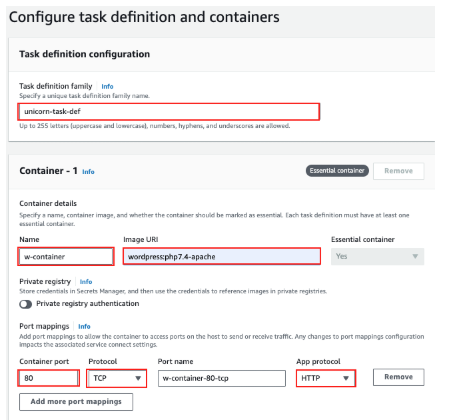 Configure task definition and containers
Task definition configuration
Task definition family Info
Specify a unique task definition family name.
unicorn-task-def
Up to 255 letters (uppercase and lowercase), numbers, hyphens, and underscores are allowed.
Container - 1 Info Essential container Remove
Container details
Specify a name, container image, and whether the container should be marked as essential. Each task definition must have at least one
essential container.
Name Image URI Essential container
w-container wordpress:php7.4-apache Yes
Private registry Info
Store credentials in Secrets Manager, and then use the credentials to reference images in private registries.
Private registry authentication
Port mappings Info
Add port mappings to allow the container to access ports on the host to send or receive traffic. Any changes to port mappings configuration
impacts the associated service connect settings.
Container port Protocol Port name App protocol
80 TCP w-container-80-tcp HTTP Remove
Add more port mappings